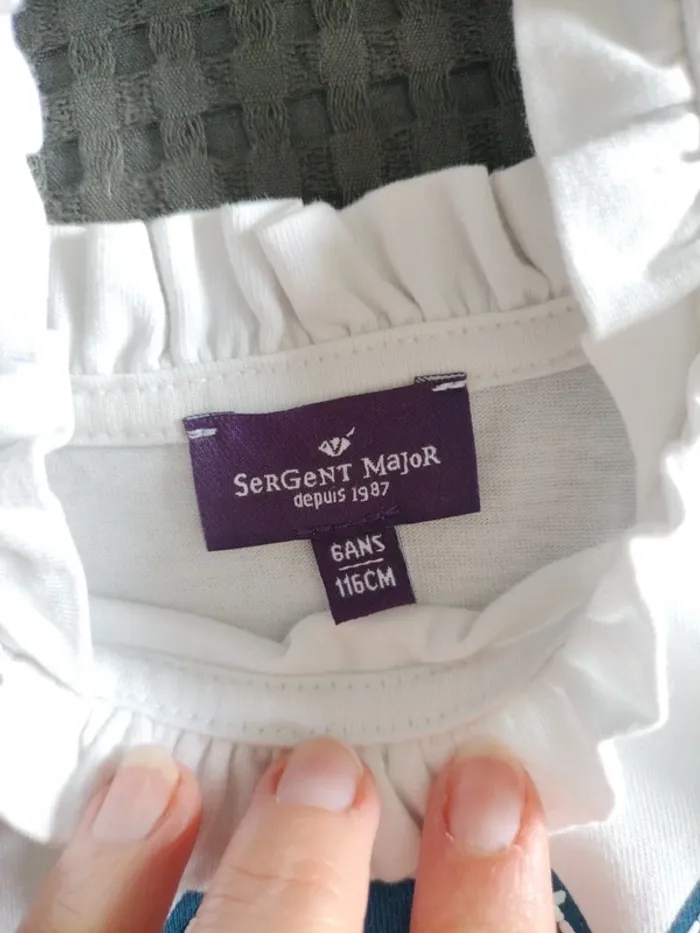 SerGeNT MaJoR
depuis 1987
6ANS
116CM